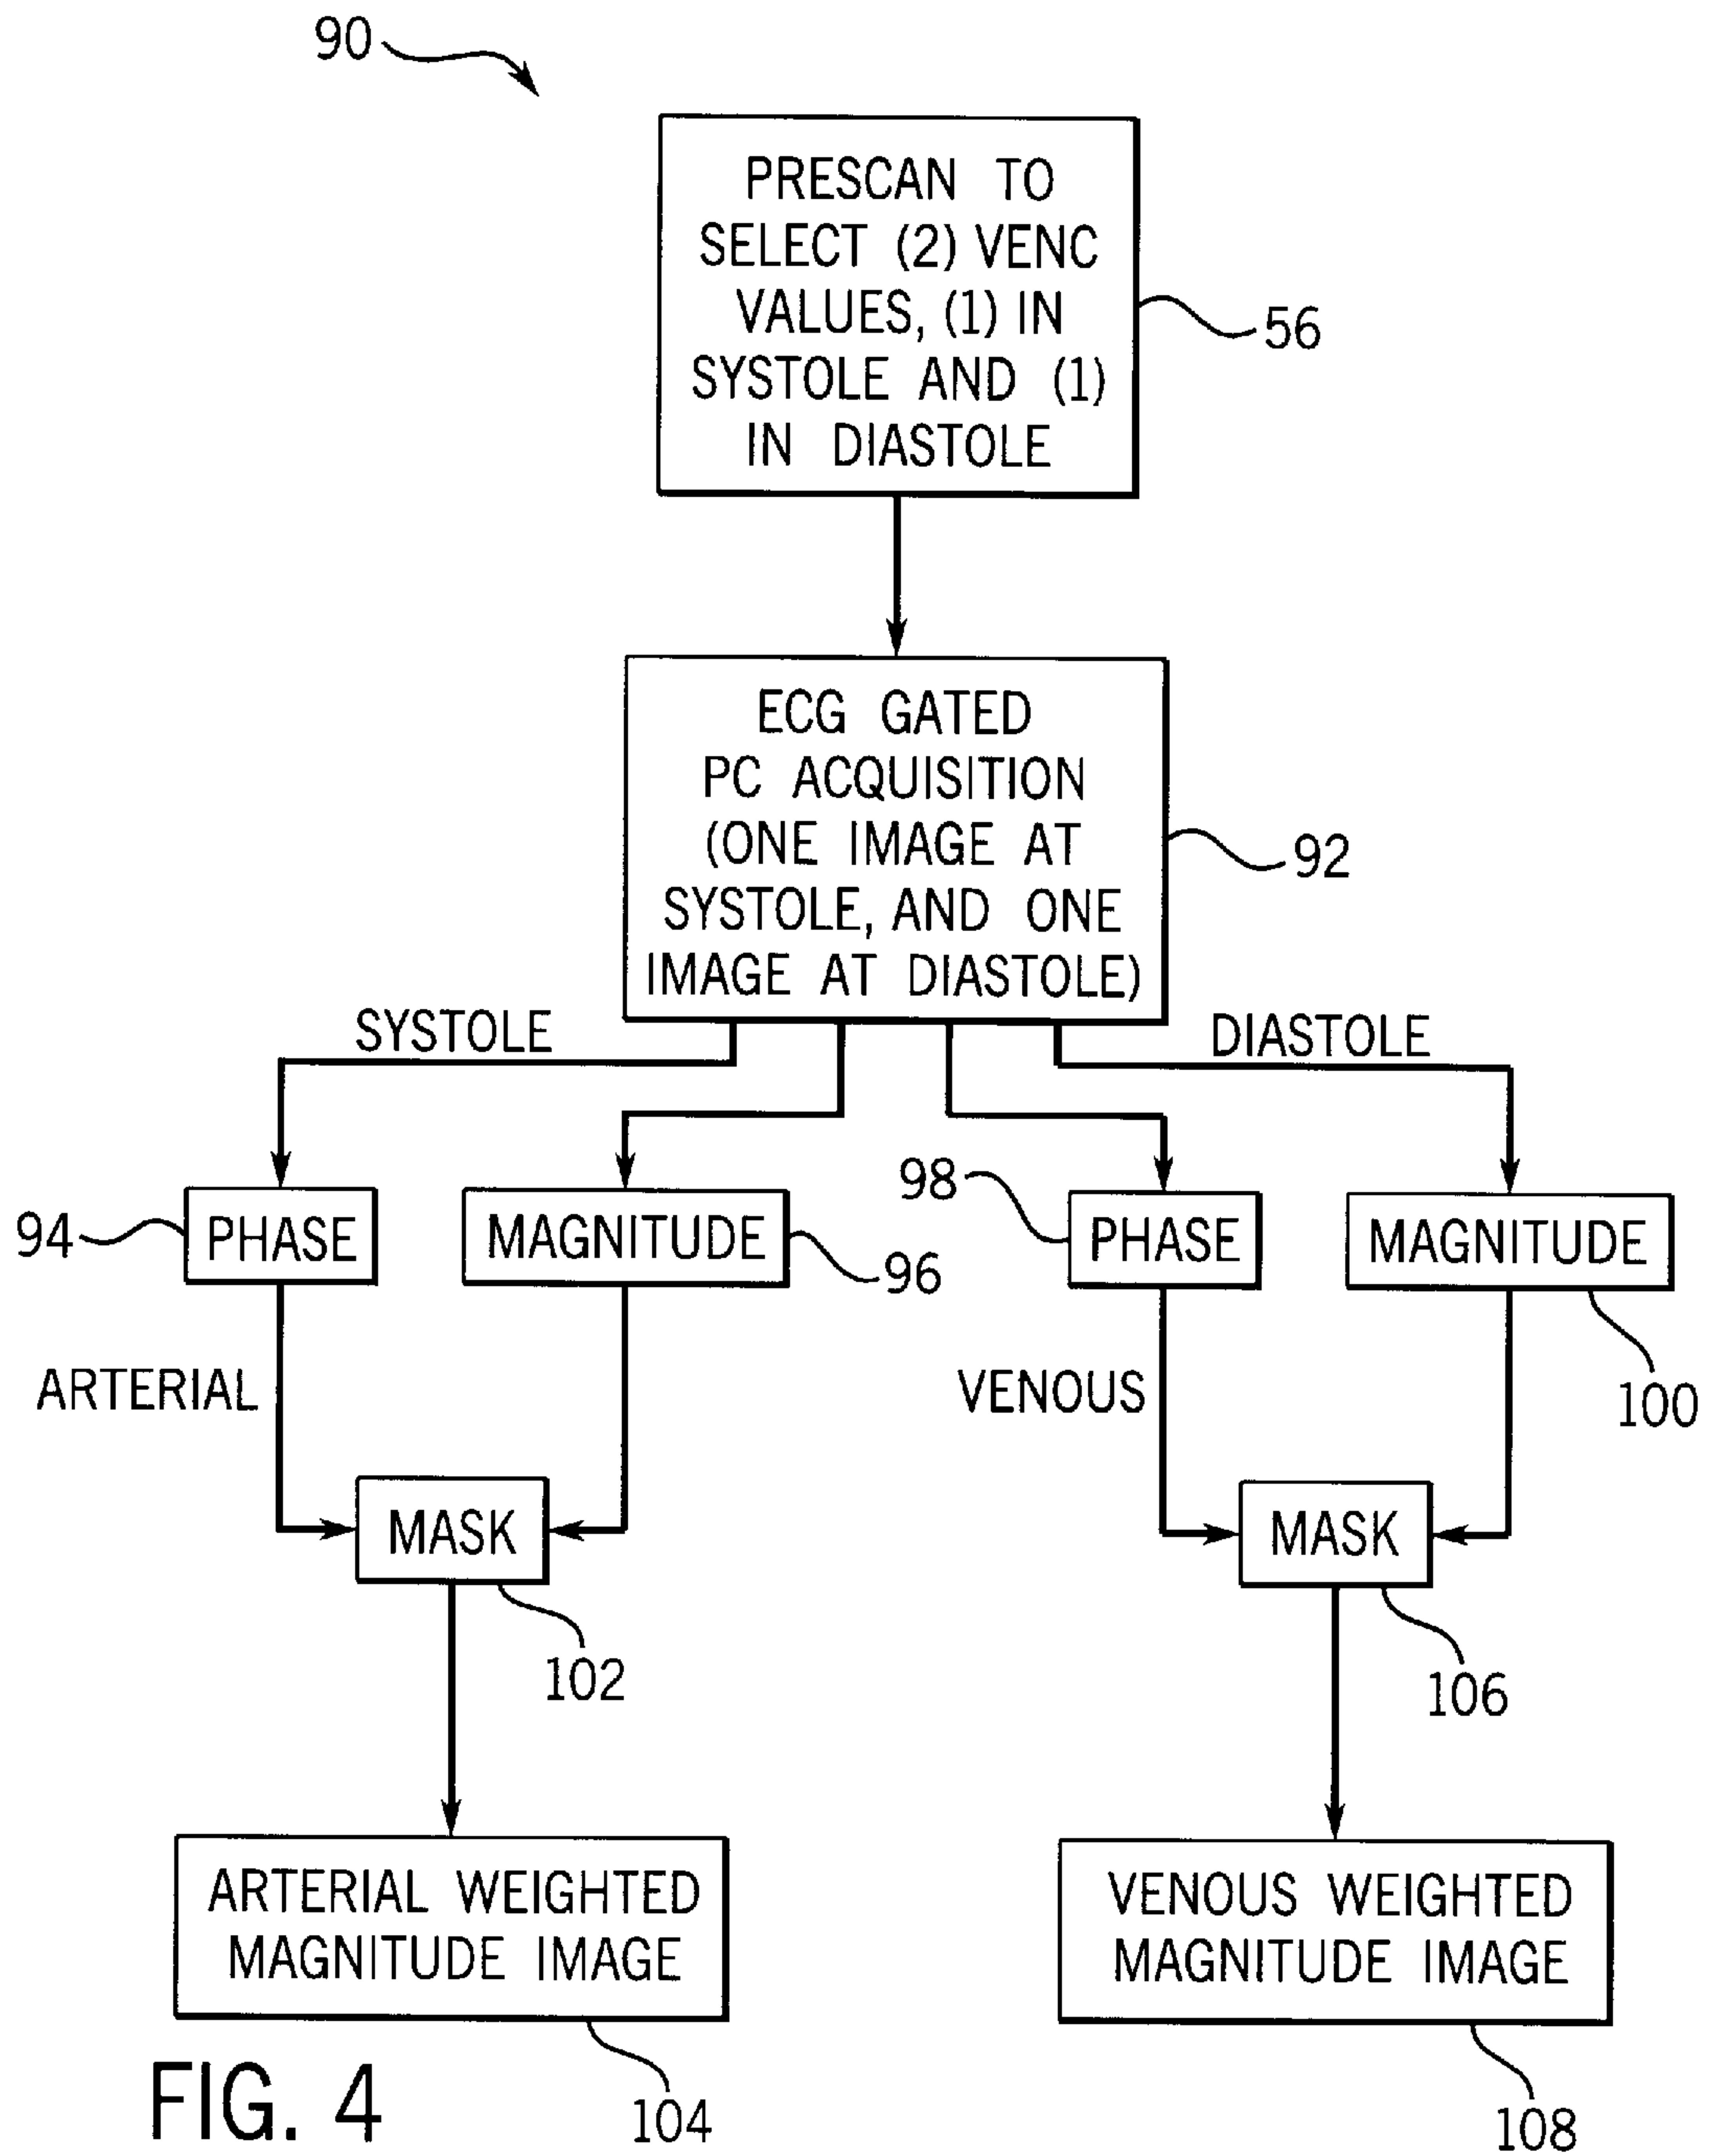 90
PRESCAN TO
SELECT (2) VENC
VALUES, (1) IN
SYSTOLE AND (1)
IN DIASTOLE
56
ECG GATED
PC ACQUISITION
(ONE IMAGE AT
SYSTOLE, AND ONE
IMAGE AT DIASTOLE)
92
SYSTOLE
DIASTOLE
94
PHASE
MAGNITUDE
96
98
PHASE
MAGNITUDE
100
ARTERIAL
VENOUS
MASK
102
MASK
106
ARTERIAL WEIGHTED
MAGNITUDE IMAGE
104
VENOUS WEIGHTED
MAGNITUDE IMAGE
108
FIG. 4